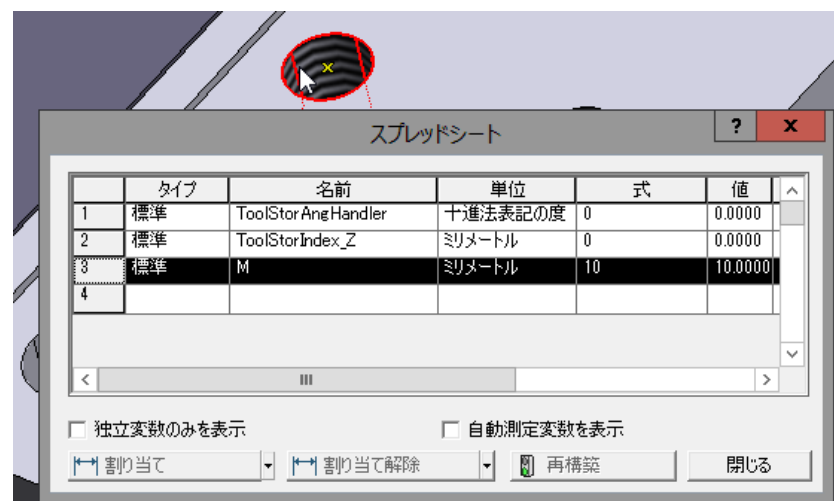 スプレッドシート ? x
タイプ 名前 単位 式 値
1 標準 ToolStorAngHandler 十進法表記の度 0 0.0000
2 標準 ToolStorIndex_Z ミリメートル 0 0.0000
3 標準 M ミリメートル 10 10.0000
4
独立変数のみを表示 自動測定変数を表示
割り当て 割り当て解除 再構築 閉じる